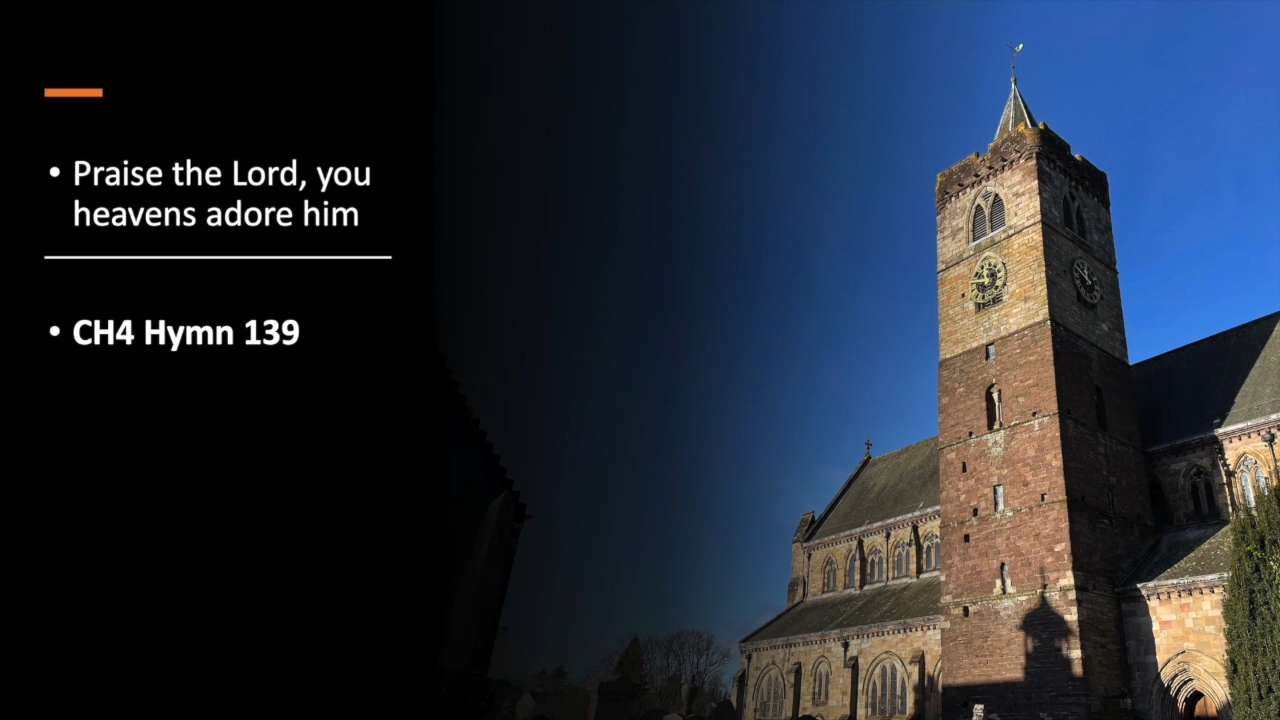 • Praise the Lord, you
heavens adore him
• CH4 Hymn 139